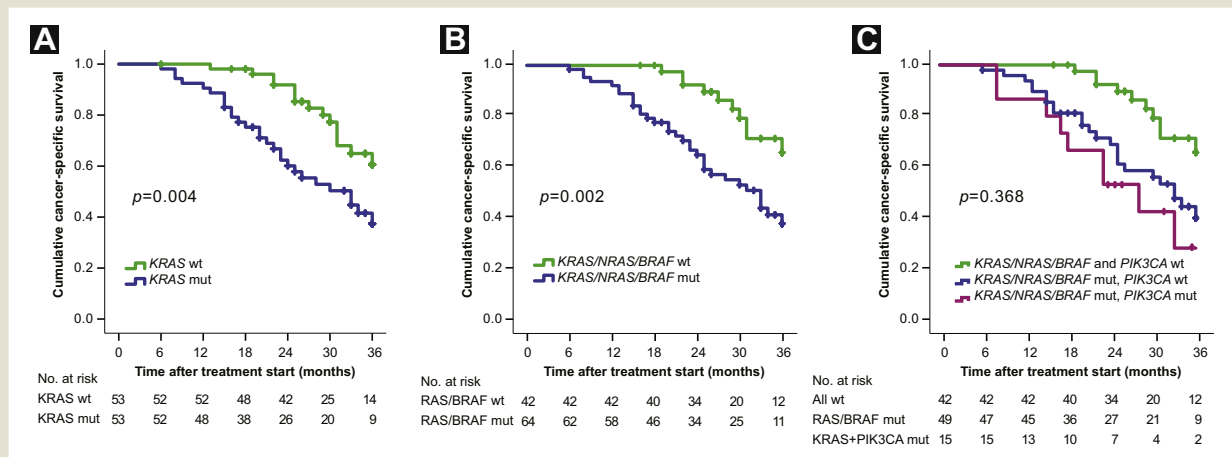 A
Cumulative cancer-specific survival
1.0
0.8
0.6
0.4
0.2
0.0
p=0.004
KRAS wt
KRAS mut
0 6 12 18 24 30 36
Time after treatment start (months)
No. at risk
KRAS wt 53 52 52 48 42 25 14
KRAS mut 53 52 48 38 26 20 9
B
Cumulative cancer-specific survival
1.0
0.8
0.6
0.4
0.2
0.0
p=0.002
KRAS/NRAS/BRAF wt
KRAS/NRAS/BRAF mut
0 6 12 18 24 30 36
Time after treatment start (months)
No. at risk
RAS/BRAF wt 42 42 42 40 34 20 12
RAS/BRAF mut 64 62 58 46 34 25 11
C
Cumulative cancer-specific survival
1.0
0.8
0.6
0.4
0.2
0.0
p=0.368
KRAS/NRAS/BRAF and PIK3CA wt
KRAS/NRAS/BRAF mut, PIK3CA wt
KRAS/NRAS/BRAF mut, PIK3CA mut
0 6 12 18 24 30 36
Time after treatment start (months)
No. at risk
All wt 42 42 42 40 34 20 12
RAS/BRAF mut 49 47 45 36 27 21 9
KRAS+PIK3CA mut 15 15 13 10 7 4 2